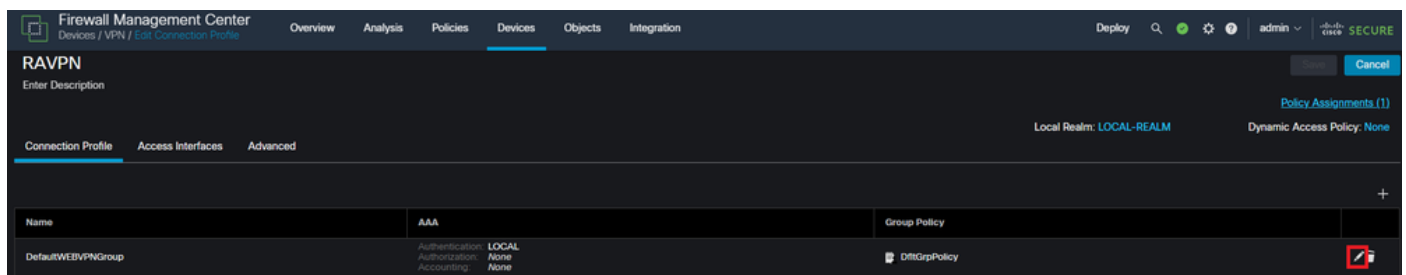 Firewall Management Center
Devices / VPN / Edit Connection Profile
Overview Analysis Policies Devices Objects Integration
Deploy admin cisco SECURE
RAVPN
Save Cancel
Enter Description
Policy Assignments (1)
Local Realm: LOCAL-REALM Dynamic Access Policy: None
Connection Profile Access Interfaces Advanced
Name AAA Group Policy
Authentication: LOCAL
DefaultWEBVPNGroup Authorization: None DfltGrpPolicy
Accounting: None